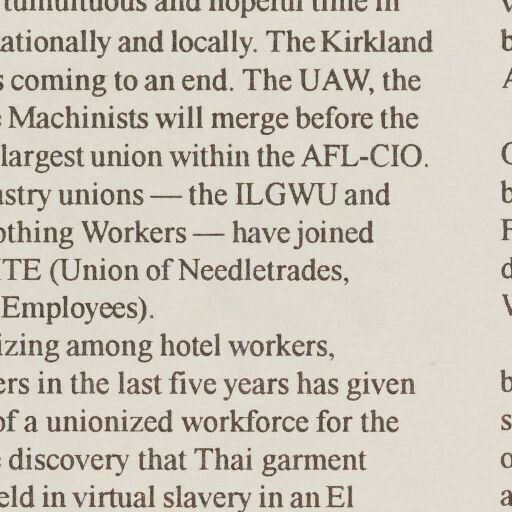 tumultuous and hopeful time in
ationally and locally. The Kirkland
s coming to an end. The UAW, the
e Machinists will merge before the
largest union within the AFL-CIO.
ustry unions — the ILGWU and
othing Workers — have joined
ITE (Union of Needletrades,
Employees).
izing among hotel workers,
ers in the last five years has given
of a unionized workforce for the
e discovery that Thai garment
eld in virtual slavery in an El